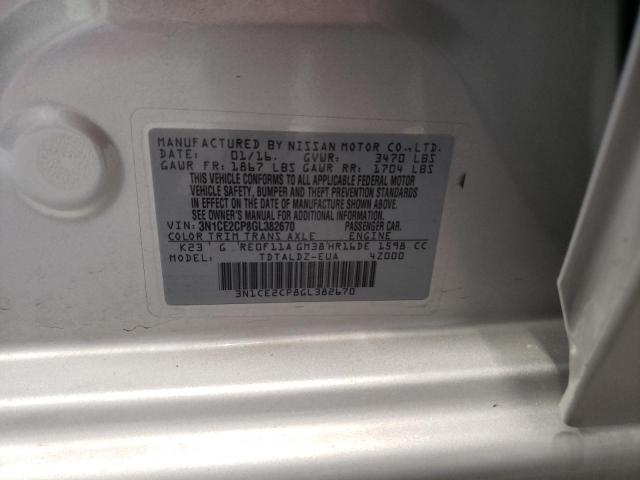 MANUFACTURED BY NISSAN MOTOR CO.,LTD.
DATE: 01/16. GVWR: 3470 LBS
GAWR FR: 1867 LBS GAWR RR: 1704 LBS
THIS VEHICLE CONFORMS TO ALL APPLICABLE FEDERAL MOTOR
VEHICLE SAFETY, BUMPER AND THEFT PREVENTION STANDARDS
IN EFFECT ON THE DATE OF MANUFACTURE SHOWN ABOVE.
SEE OWNER'S MANUAL FOR ADDITIONAL INFORMATION.
VIN: 3N1CE2CP8GL382670 PASSENGER CAR.
COLOR TRIM TRANS AXLE ENGINE
K23 G RE0F11A GM38 HR16DE 1598 CC
MODEL: TDTALDZ-EUA 4Z000
3N1CE2CP8GL382670